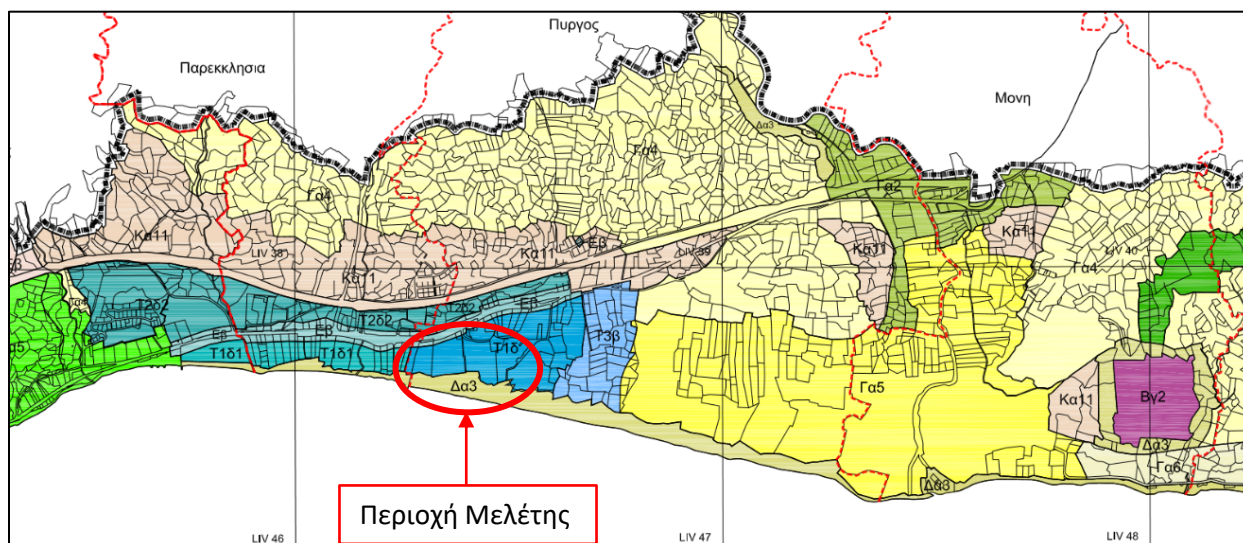 Πυργος
Παρεκκλησια
Μονη
Δα3
Γα4
Γα2
Γα4
Κα11
LIV 38
Κα11
Κα11
Εβ
LIV 39
Κα11
Κα11
LIV 40
Γα4
Τ2δ2
Τ2δ2
Εβ
Εβ
Εβ
Τ1δ1
Τ1δ1
Τ1δ
Τ3β
Δα3
Γα5
Κα11
Βγ2
Δα3
Γα6
Δα3
Περιοχή Μελέτης
LIV 46
LIV 47
LIV 48